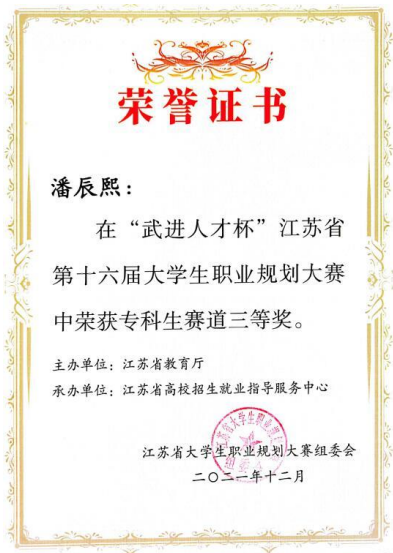 荣誉证书
潘辰熙：
在“武进人才杯”江苏省
第十六届大学生职业规划大赛
中荣获专科生赛道三等奖。
主办单位：江苏省教育厅
承办单位：江苏省高校招生就业指导服务中心
江苏省大学生职业规划大赛组委会
二〇二一年十二月